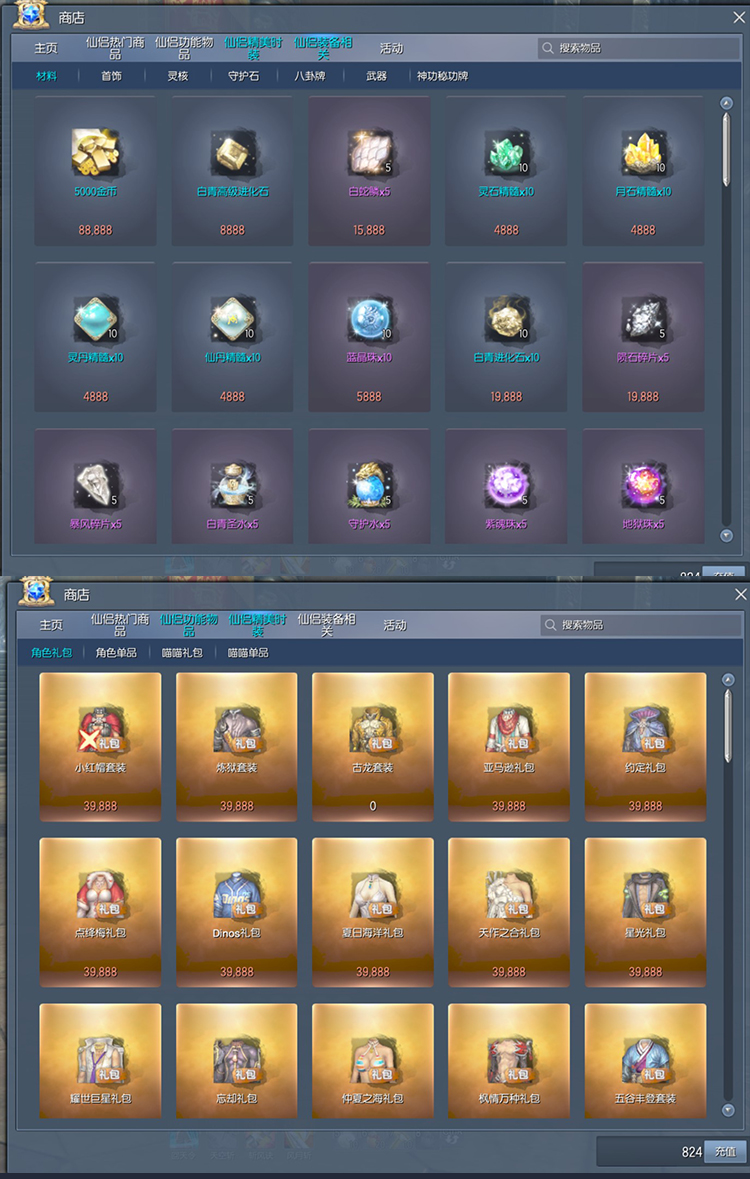 商店
主页 仙侣热门商品 仙侣功能物品 仙侣精美时装 仙侣装备相关 活动 搜索物品
材料 首饰 灵核 守护石 八卦牌 武器 神功秘功牌
5 10 10
5000金币 白青高级进化石 白蛇鳞x5 灵石精髓x10 月石精髓x10
88,888 8888 15,888 4888 4888
10 10 10 10 5
灵丹精髓x10 仙丹精髓x10 蓝晶珠x10 白青进化石x10 陨石碎片x5
4888 4888 5888 19,888 19,888
5 5 5 5 5
暴风碎片x5 白青圣水x5 守护水x5 紫魂珠x5 地狱珠x5
商店
主页 仙侣热门商品 仙侣功能物品 仙侣精美时装 仙侣装备相关 活动 搜索物品
角色礼包 角色单品 喵喵礼包 喵喵单品
礼包 礼包 礼包 礼包 礼包
小红帽套装 炼狱套装 古龙套装 亚马逊礼包 约定礼包
39,888 39,888 0 39,888 39,888
礼包 礼包 礼包 礼包 礼包
点绛梅礼包 Dinos礼包 夏日海洋礼包 天作之合礼包 星光礼包
39,888 39,888 39,888 39,888 39,888
礼包 礼包 礼包 礼包 礼包
耀世巨星礼包 忘却礼包 仲夏之海礼包 枫情万种礼包 五谷丰登套装
824 充值